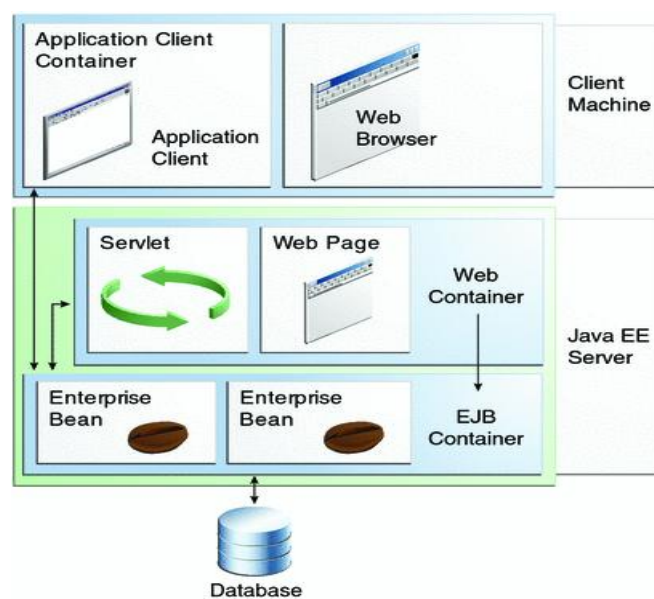 Application Client
Container
Application
Client
Web
Browser
Client
Machine
Servlet
Web Page
Web
Container
Java EE
Server
Enterprise
Bean
Enterprise
Bean
EJB
Container
Database